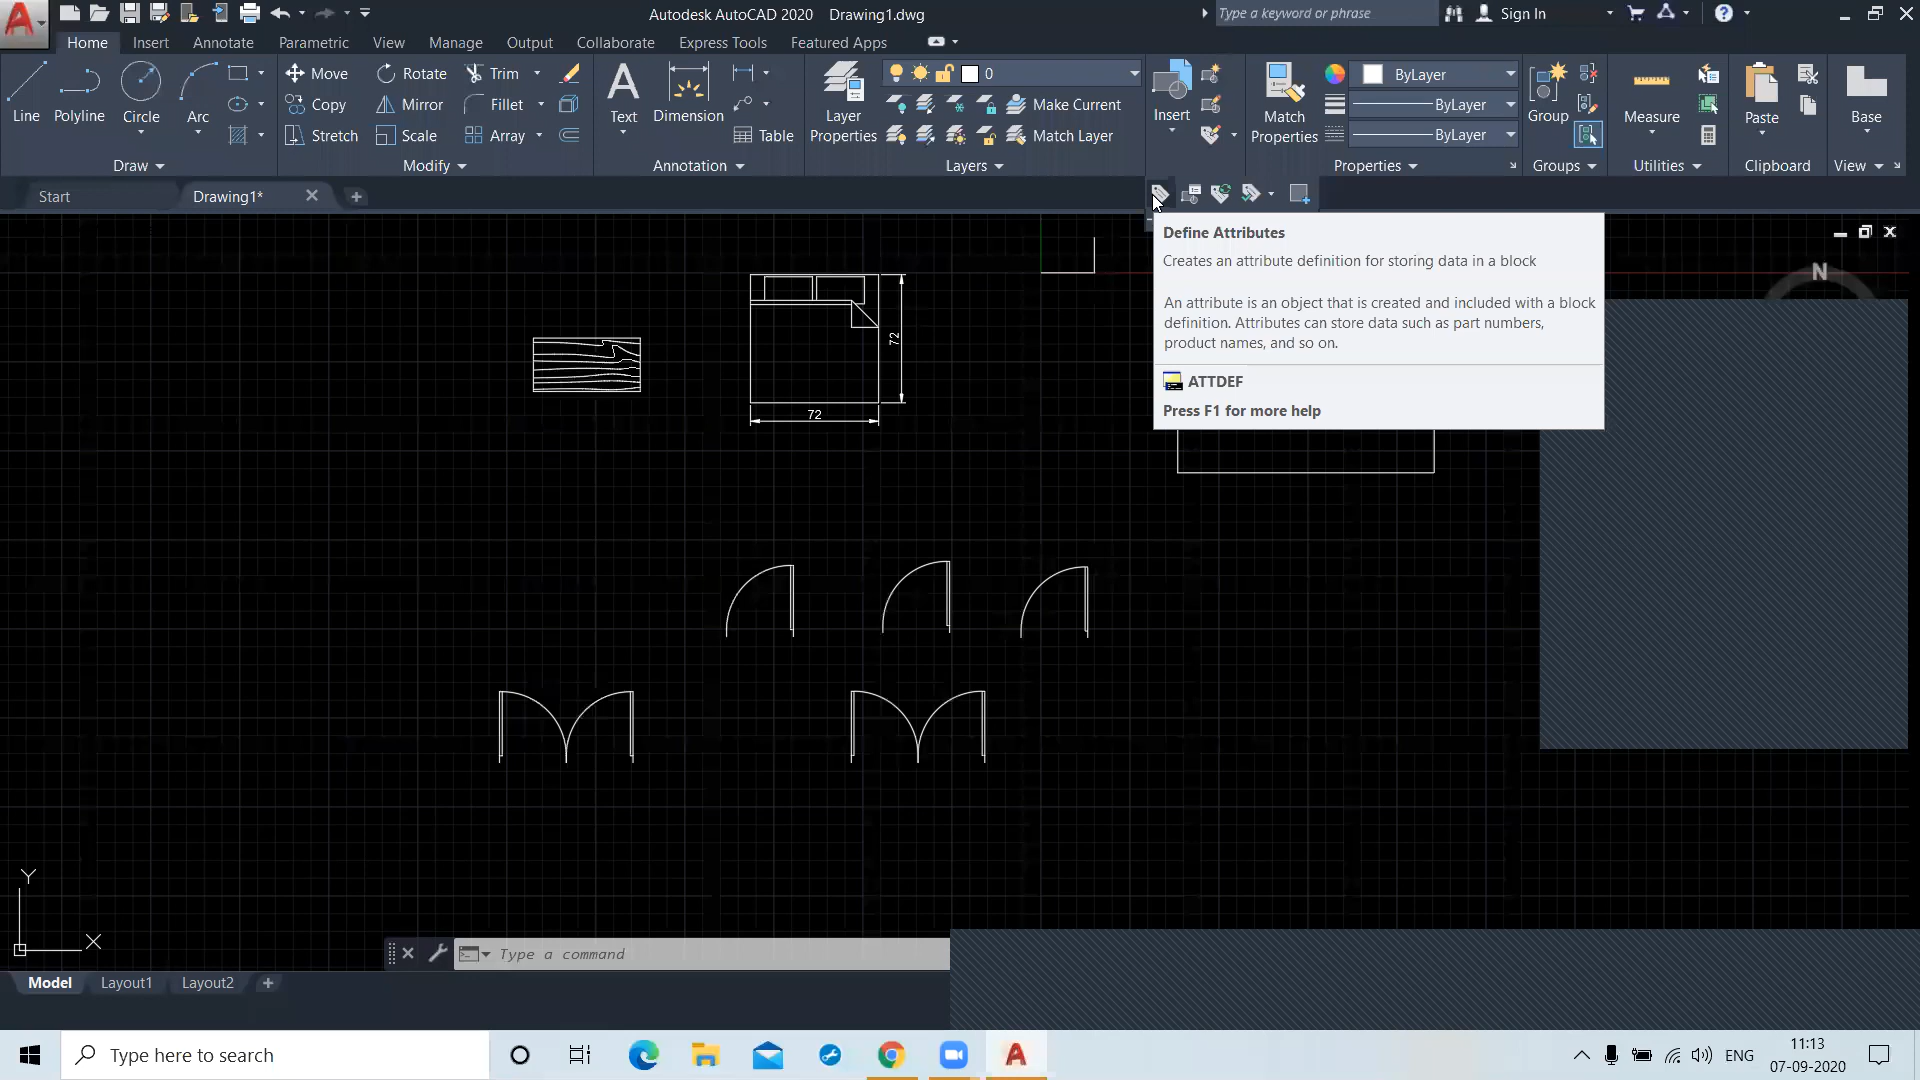 Autodesk AutoCAD 2020 Drawing1.dwg
Type a keyword or phrase
Sign In
Home Insert Annotate Parametric View Manage Output Collaborate Express Tools Featured Apps
Line Polyline Circle Arc
Move Rotate Trim
Copy Mirror Fillet
Stretch Scale Array
Text Dimension
Table
Layer Properties
0
Make Current
Match Layer
Insert
Match Properties
ByLayer
ByLayer
ByLayer
Group
Measure
Paste
Base
Draw Modify Annotation Layers Properties Groups Utilities Clipboard View
Start Drawing1*
Define Attributes
Creates an attribute definition for storing data in a block
An attribute is an object that is created and included with a block
definition. Attributes can store data such as part numbers,
product names, and so on.
ATTDEF
Press F1 for more help
N
72
72
Y
X
Type a command
Model Layout1 Layout2
Type here to search
ENG
11:13
07-09-2020